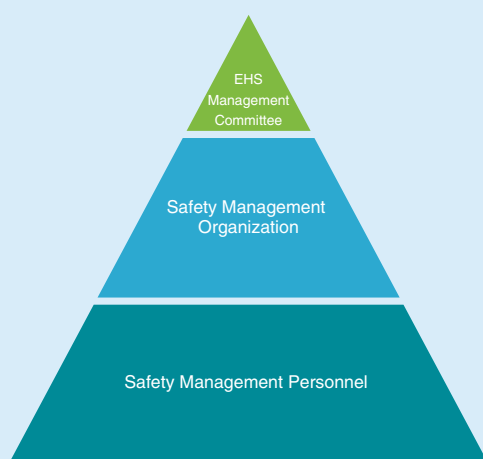 EHS
Management
Committee
Safety Management
Organization
Safety Management Personnel